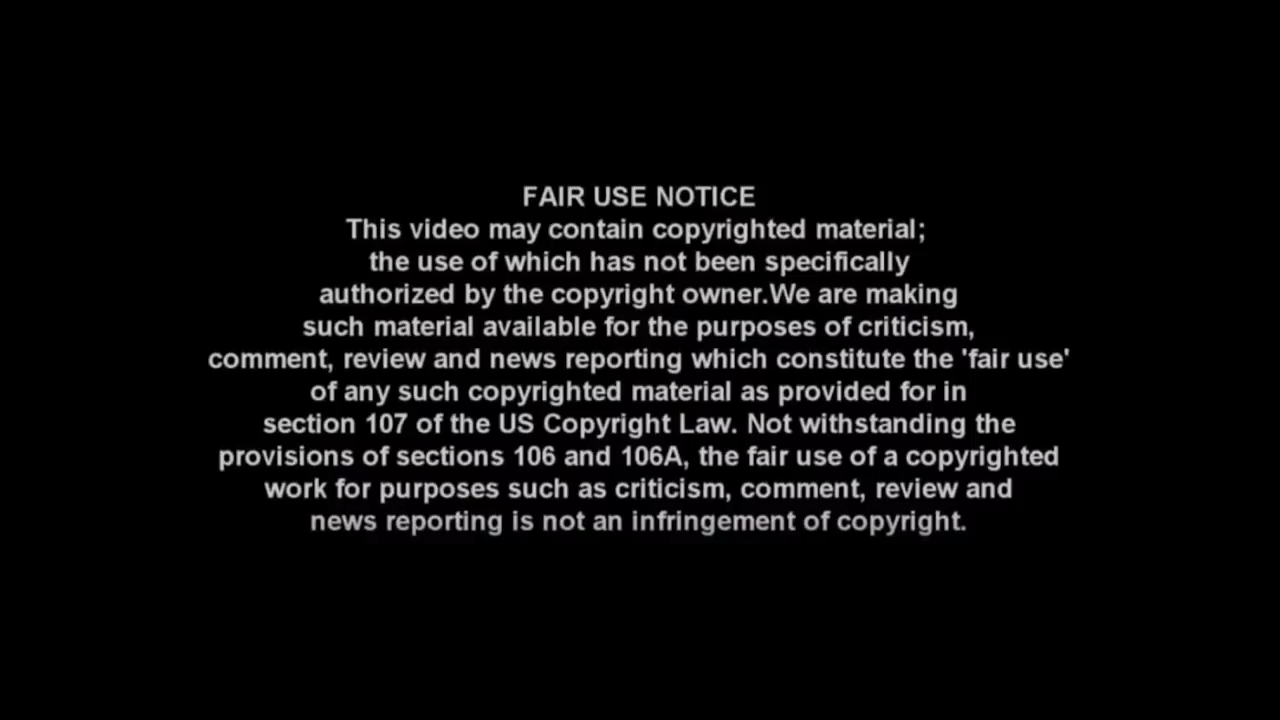 FAIR USE NOTICE
This video may contain copyrighted material;
the use of which has not been specifically
authorized by the copyright owner.We are making
such material available for the purposes of criticism,
comment, review and news reporting which constitute the 'fair use'
of any such copyrighted material as provided for in
section 107 of the US Copyright Law. Not withstanding the
provisions of sections 106 and 106A, the fair use of a copyrighted
work for purposes such as criticism, comment, review and
news reporting is not an infringement of copyright.